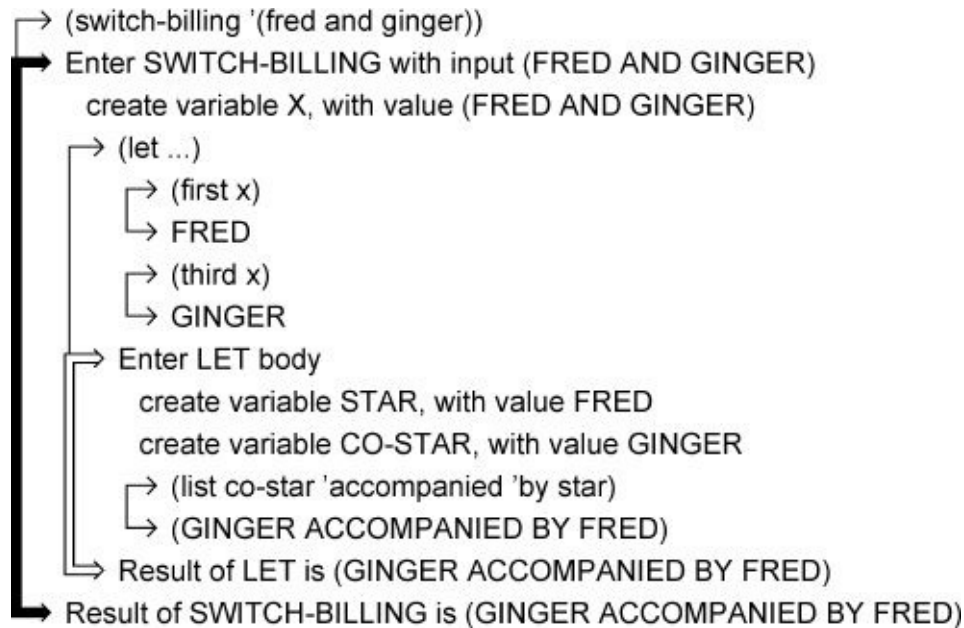 (switch-billing ’(fred and ginger))
Enter SWITCH-BILLING with input (FRED AND GINGER)
create variable X, with value (FRED AND GINGER)
(let ...)
(first x)
FRED
(third x)
GINGER
Enter LET body
create variable STAR, with value FRED
create variable CO-STAR, with value GINGER
(list co-star ’accompanied ’by star)
(GINGER ACCOMPANIED BY FRED)
Result of LET is (GINGER ACCOMPANIED BY FRED)
Result of SWITCH-BILLING is (GINGER ACCOMPANIED BY FRED)